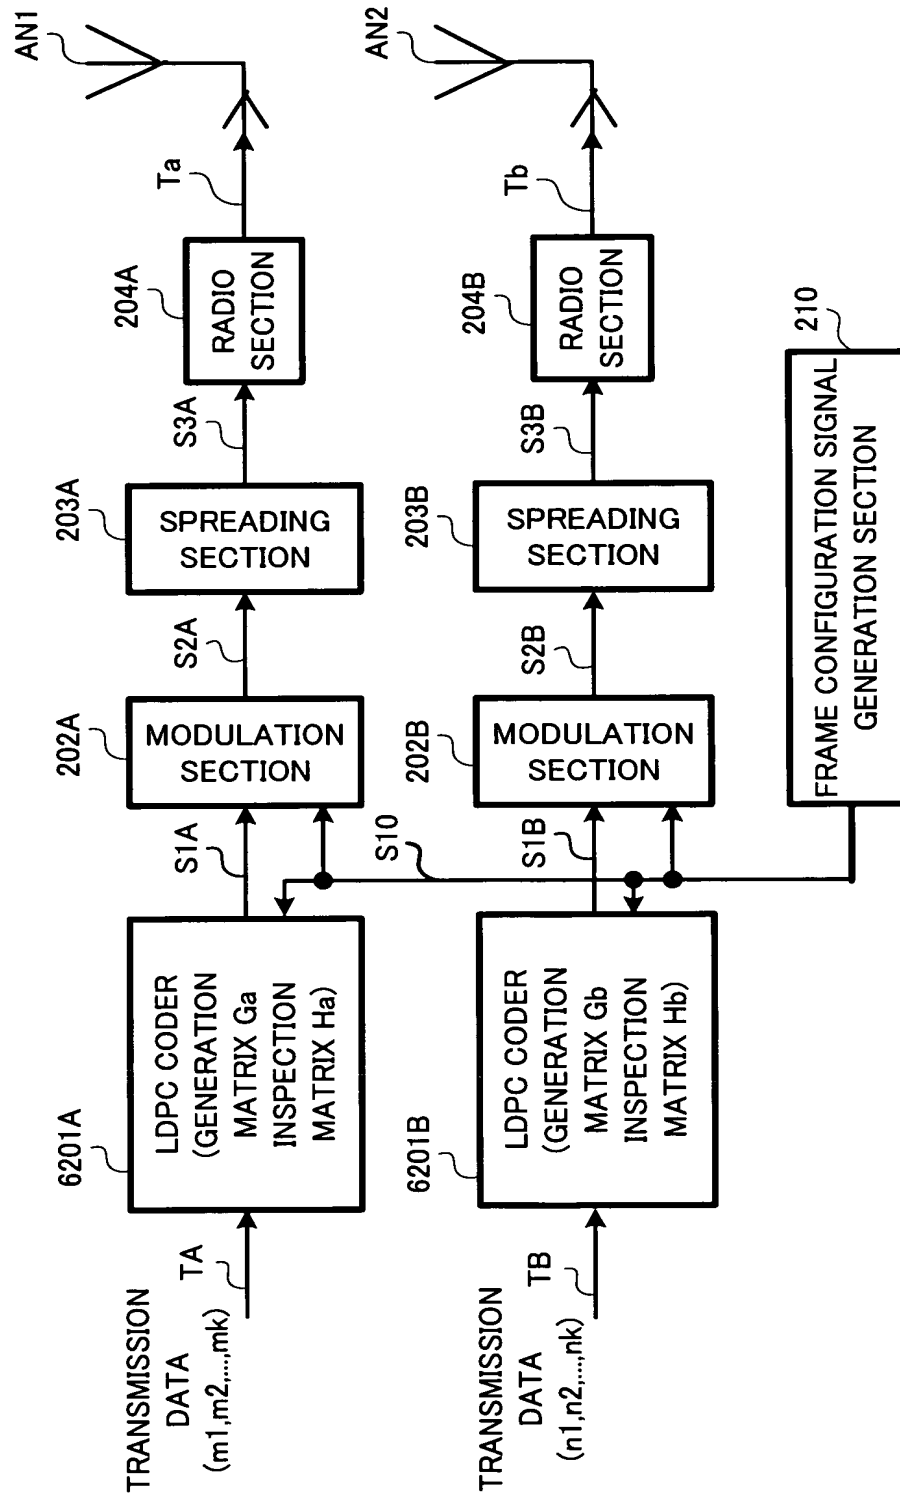 TRANSMISSION
DATA
(m1,m2,...,mk)
TA
6201A
LDPC CODER
(GENERATION
MATRIX Ga
INSPECTION
MATRIX Ha)
S1A
202A
MODULATION
SECTION
S2A
203A
SPREADING
SECTION
S3A
204A
RADIO
SECTION
Ta
AN1
TRANSMISSION
DATA
(n1,n2,...,nk)
TB
6201B
LDPC CODER
(GENERATION
MATRIX Gb
INSPECTION
MATRIX Hb)
S10
S1B
202B
MODULATION
SECTION
S2B
203B
SPREADING
SECTION
S3B
204B
RADIO
SECTION
Tb
AN2
210
FRAME CONFIGURATION SIGNAL
GENERATION SECTION